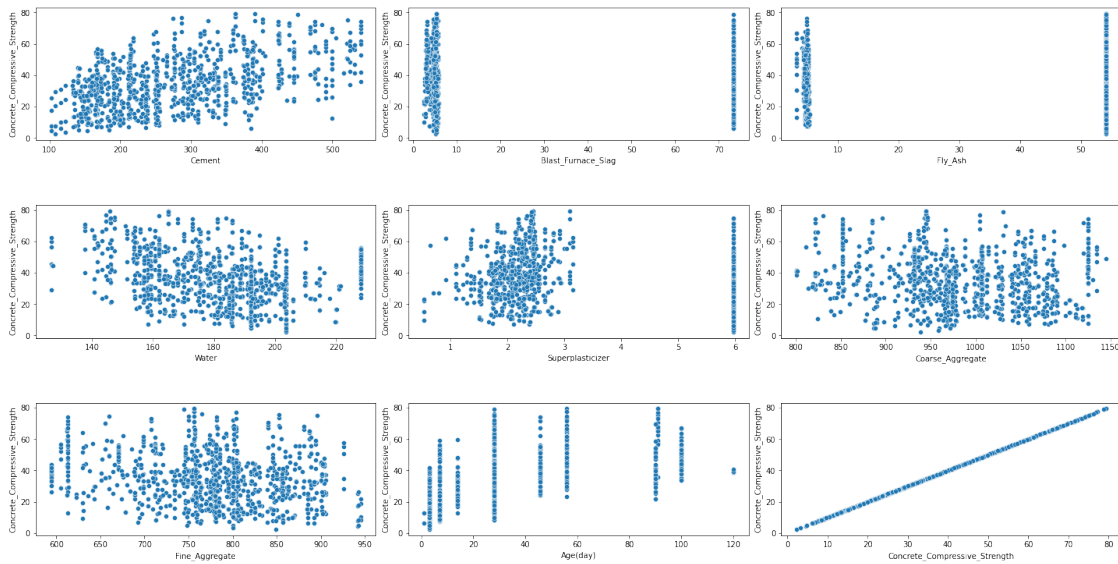 Concrete_Compressive_Strength
80
60
40
20
0
100 200 300 400 500
Cement
Concrete_Compressive_Strength
80
60
40
20
0
0 10 20 30 40 50 60 70
Blast_Furnace_Slag
Concrete_Compressive_Strength
80
60
40
20
0
0 10 20 30 40 50
Fly_Ash
Concrete_Compressive_Strength
80
60
40
20
0
140 160 180 200 220
Water
Concrete_Compressive_Strength
80
60
40
20
0
1 2 3 4 5 6
Superplasticizer
Concrete_Compressive_Strength
80
60
40
20
0
800 850 900 950 1000 1050 1100 1150
Coarse_Aggregate
Concrete_Compressive_Strength
80
60
40
20
0
600 650 700 750 800 850 900 950
Fine_Aggregate
Concrete_Compressive_Strength
80
60
40
20
0
0 20 40 60 80 100 120
Age(day)
Concrete_Compressive_Strength
80
60
40
20
0
0 10 20 30 40 50 60 70 80
Concrete_Compressive_Strength